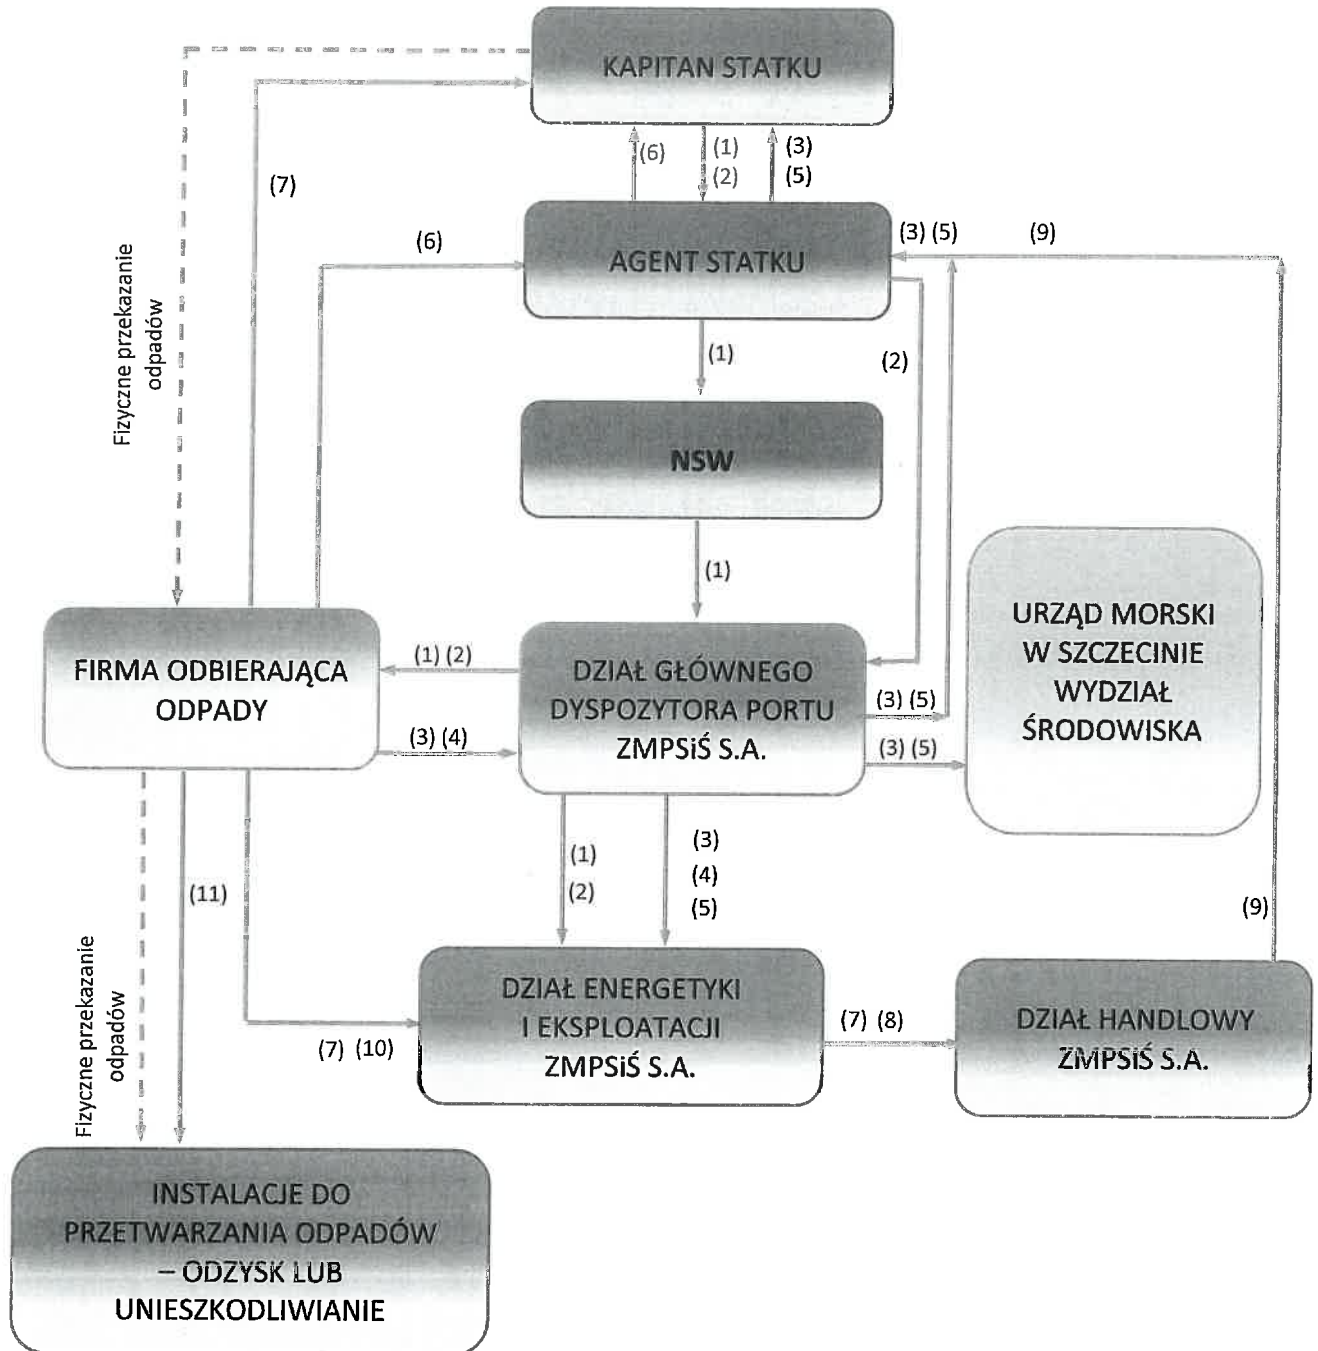 KAPITAN STATKU
(6)
(1)
(2)
(3)
(5)
(7)
(6)
AGENT STATKU
(3) (5)
(9)
Fizyczne przekazanie
odpadów
(1)
(2)
NSW
(1)
FIRMA ODBIERAJĄCA
ODPADY
(1) (2)
(3) (4)
DZIAŁ GŁÓWNEGO
DYSPOZYTORA PORTU
ZMPSiŚ S.A.
(3) (5)
(3) (5)
URZĄD MORSKI
W SZCZECINIE
WYDZIAŁ
ŚRODOWISKA
(1)
(2)
(3)
(4)
(5)
(11)
(9)
Fizyczne przekazanie
odpadów
(7) (10)
DZIAŁ ENERGETYKI
I EKSPLOATACJI
ZMPSiŚ S.A.
(7) (8)
DZIAŁ HANDLOWY
ZMPSiŚ S.A.
INSTALACJE DO
PRZETWARZANIA ODPADÓW
– ODZYSK LUB
UNIESZKODLIWIANIE